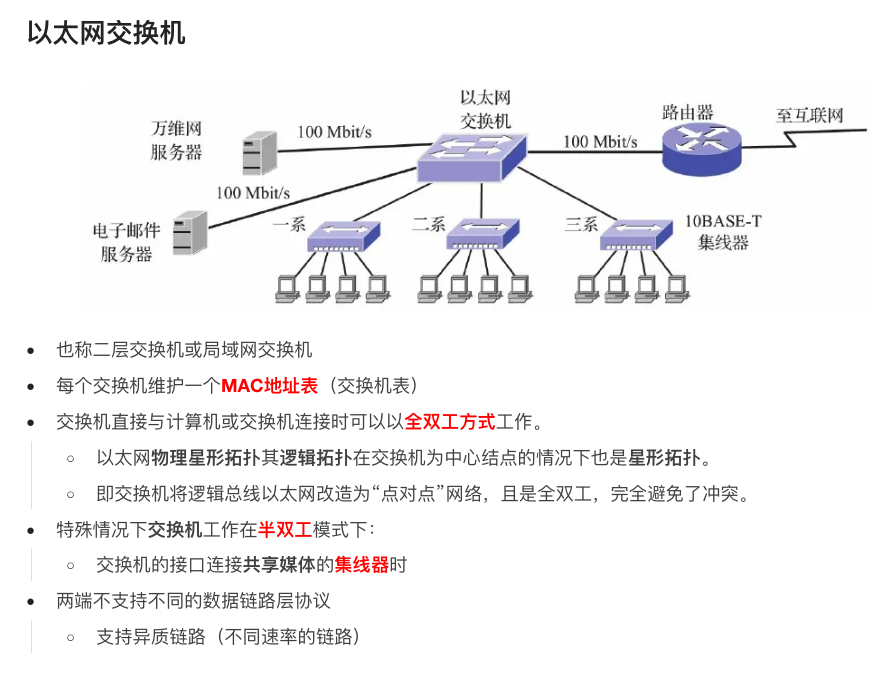 以太网交换机
以太网
交换机
路由器
至互联网
万维网
服务器
100 Mbit/s
100 Mbit/s
100 Mbit/s
电子邮件
服务器
一系
二系
三系
10BASE-T
集线器
也称二层交换机或局域网交换机
每个交换机维护一个MAC地址表（交换机表）
交换机直接与计算机或交换机连接时可以以全双工方式工作。
以太网物理星形拓扑其逻辑拓扑在交换机为中心结点的情况下也是星形拓扑。
即交换机将逻辑总线以太网改造为“点对点”网络，且是全双工，完全避免了冲突。
特殊情况下交换机工作在半双工模式下：
交换机的接口连接共享媒体的集线器时
两端不支持不同的数据链路层协议
支持异质链路（不同速率的链路）